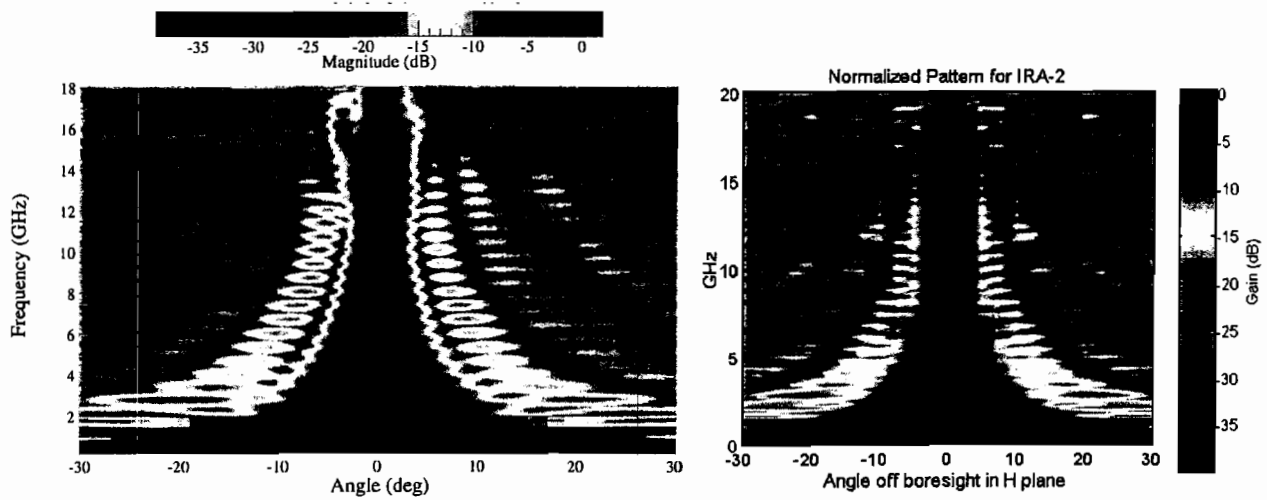 -35 -30 -25 -20 -15 -10 -5 0
Magnitude (dB)
18
16
14
12
10
8
6
4
2
Frequency (GHz)
-30 -20 -10 0 10 20 30
Angle (deg)
Normalized Pattern for IRA-2
20
15
10
5
0
GHz
-30 -20 -10 0 10 20 30
Angle off boresight in H plane
0
-5
-10
-15
-20
-25
-30
-35
Gain (dB)